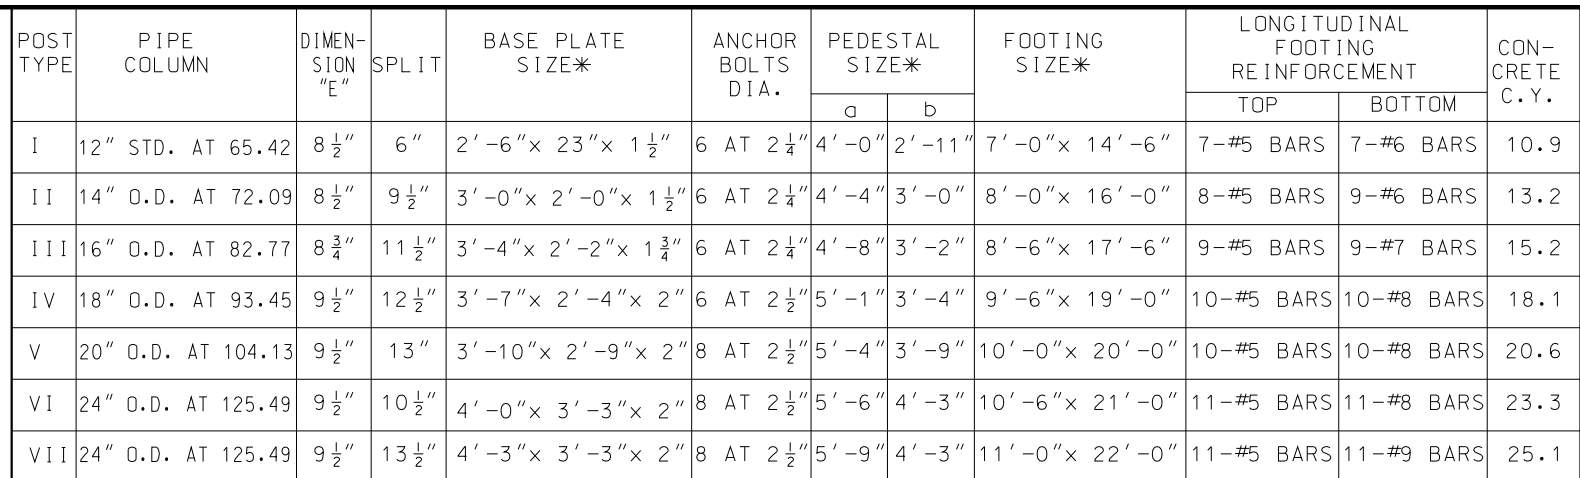 POST TYPE PIPE COLUMN DIMEN-SION "E" SPLIT BASE PLATE SIZE* ANCHOR BOLTS DIA. PEDESTAL SIZE* FOOTING SIZE* LONGITUDINAL FOOTING REINFORCEMENT CON-CRETE C.Y.
a b TOP BOTTOM
I 12" STD. AT 65.42 8 1/2" 6" 2'-6"x 23"x 1 1/2" 6 AT 2 1/4" 4'-0" 2'-11" 7'-0"x 14'-6" 7-#5 BARS 7-#6 BARS 10.9
II 14" O.D. AT 72.09 8 1/2" 9 1/2" 3'-0"x 2'-0"x 1 1/2" 6 AT 2 1/4" 4'-4" 3'-0" 8'-0"x 16'-0" 8-#5 BARS 9-#6 BARS 13.2
III 16" O.D. AT 82.77 8 3/4" 11 1/2" 3'-4"x 2'-2"x 1 3/4" 6 AT 2 1/4" 4'-8" 3'-2" 8'-6"x 17'-6" 9-#5 BARS 9-#7 BARS 15.2
IV 18" O.D. AT 93.45 9 1/2" 12 1/2" 3'-7"x 2'-4"x 2" 6 AT 2 1/2" 5'-1" 3'-4" 9'-6"x 19'-0" 10-#5 BARS 10-#8 BARS 18.1
V 20" O.D. AT 104.13 9 1/2" 13" 3'-10"x 2'-9"x 2" 8 AT 2 1/2" 5'-4" 3'-9" 10'-0"x 20'-0" 10-#5 BARS 10-#8 BARS 20.6
VI 24" O.D. AT 125.49 9 1/2" 10 1/2" 4'-0"x 3'-3"x 2" 8 AT 2 1/2" 5'-6" 4'-3" 10'-6"x 21'-0" 11-#5 BARS 11-#8 BARS 23.3
VII 24" O.D. AT 125.49 9 1/2" 13 1/2" 4'-3"x 3'-3"x 2" 8 AT 2 1/2" 5'-9" 4'-3" 11'-0"x 22'-0" 11-#5 BARS 11-#9 BARS 25.1